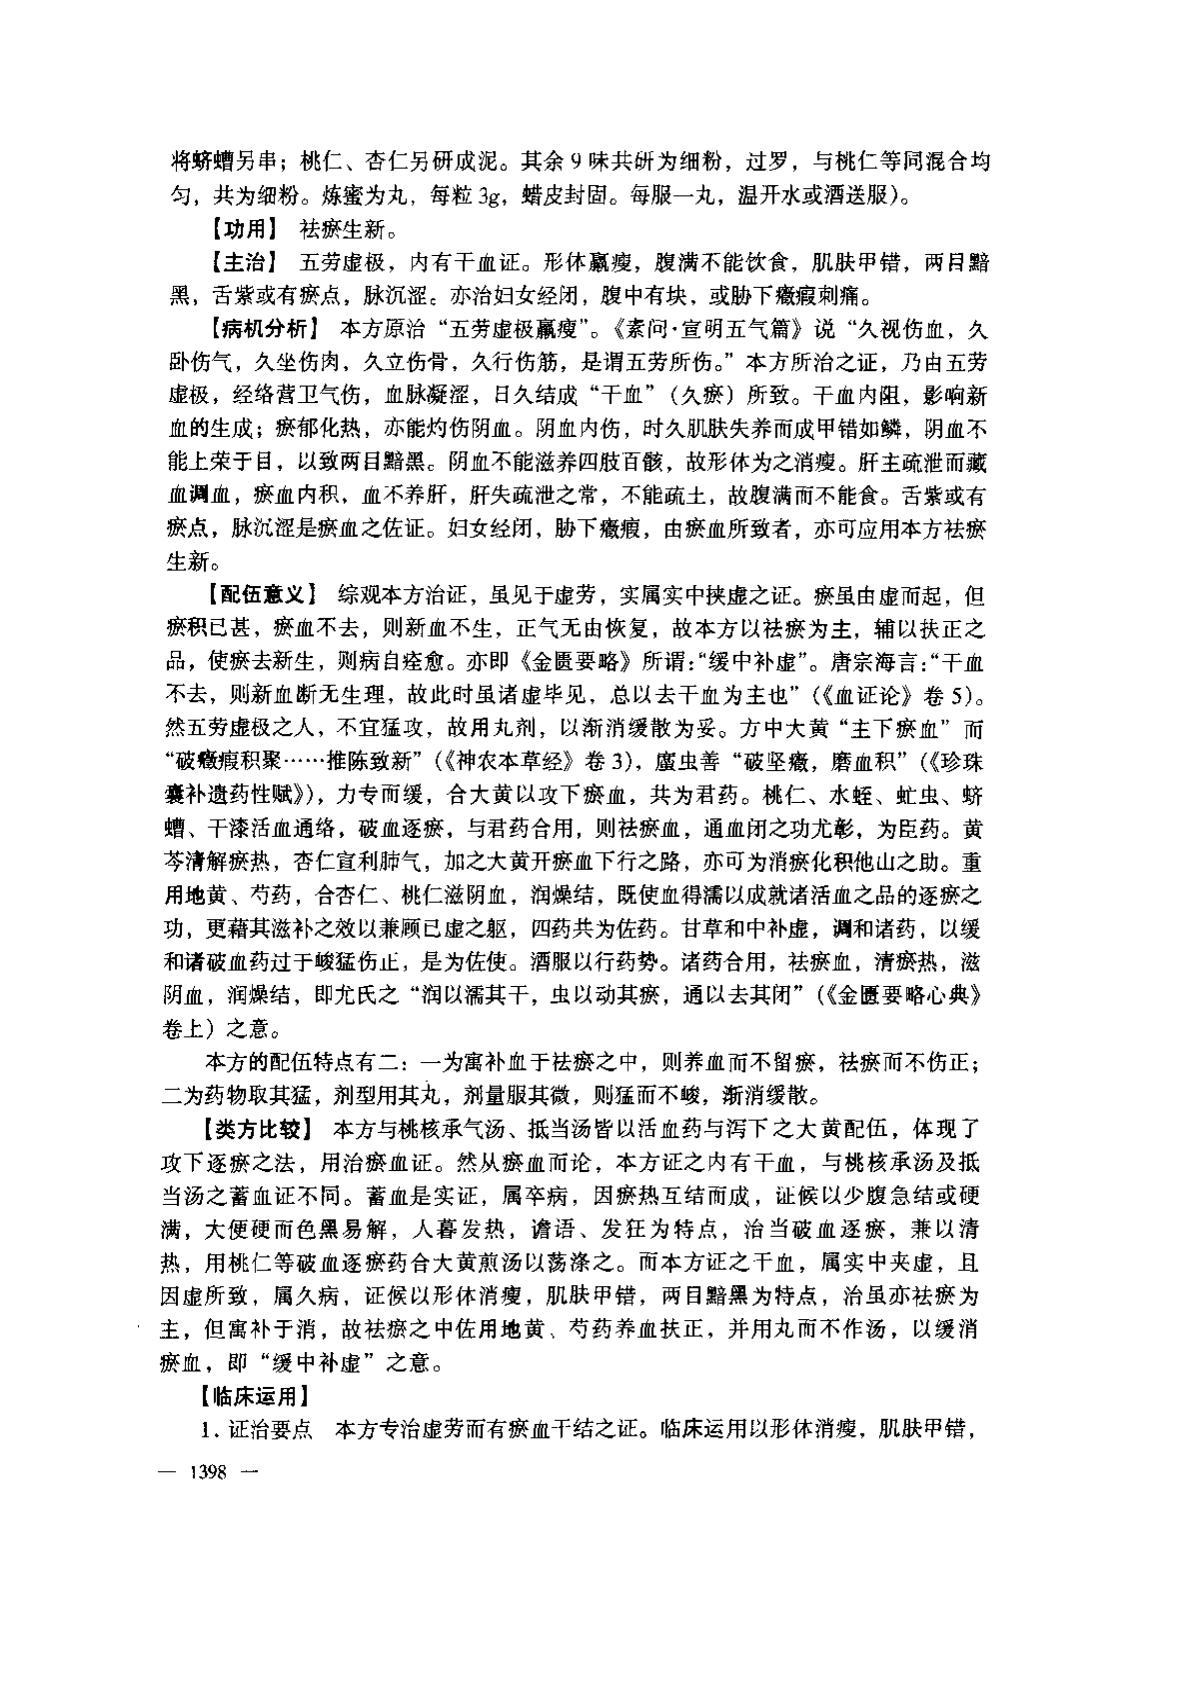 将蛴螬另串；桃仁、杏仁另研成泥。其余9味共研为细粉，过罗，与桃仁等同混合均
匀，共为细粉。炼蜜为丸，每粒3g，蜡皮封固。每服一丸，温开水或酒送服）。
【功用】 祛瘀生新。
【主治】 五劳虚极，内有干血证。形体羸瘦，腹满不能饮食，肌肤甲错，两目黯
黑，舌紫或有瘀点，脉沉涩。亦治妇女经闭，腹中有块，或胁下癥瘕刺痛。
【病机分析】 本方原治“五劳虚极羸瘦”。《素问·宣明五气篇》说“久视伤血，久
卧伤气，久坐伤肉，久立伤骨，久行伤筋，是谓五劳所伤。”本方所治之证，乃由五劳
虚极，经络营卫气伤，血脉凝涩，日久结成“干血”（久瘀）所致。干血内阻，影响新
血的生成；瘀郁化热，亦能灼伤阴血。阴血内伤，时久肌肤失养而成甲错如鳞，阴血不
能上荣于目，以致两目黯黑。阴血不能滋养四肢百骸，故形体为之消瘦。肝主疏泄而藏
血调血，瘀血内积，血不养肝，肝失疏泄之常，不能疏土，故腹满而不能食。舌紫或有
瘀点，脉沉涩是瘀血之佐证。妇女经闭，胁下癥瘕，由瘀血所致者，亦可应用本方祛瘀
生新。
【配伍意义】 综观本方治证，虽见于虚劳，实属实中挟虚之证。瘀虽由虚而起，但
瘀积已甚，瘀血不去，则新血不生，正气无由恢复，故本方以祛瘀为主，辅以扶正之
品，使瘀去新生，则病自痊愈。亦即《金匮要略》所谓：“缓中补虚”。唐宗海言：“干血
不去，则新血断无生理，故此时虽诸虚毕见，总以去干血为主也”（《血证论》卷5）。
然五劳虚极之人，不宜猛攻，故用丸剂，以渐消缓散为妥。方中大黄“主下瘀血”而
“破癥瘕积聚……推陈致新”（《神农本草经》卷3），䗪虫善“破坚癥，磨血积”（《珍珠
囊补遗药性赋》），力专而缓，合大黄以攻下瘀血，共为君药。桃仁、水蛭、虻虫、蛴
螬、干漆活血通络，破血逐瘀，与君药合用，则祛瘀血，通血闭之功尤彰，为臣药。黄
芩清解瘀热，杏仁宣利肺气，加之大黄开瘀血下行之路，亦可为消瘀化积他山之助。重
用地黄、芍药，合杏仁、桃仁滋阴血，润燥结，既使血得濡以成就诸活血之品的逐瘀之
功，更藉其滋补之效以兼顾已虚之躯，四药共为佐药。甘草和中补虚，调和诸药，以缓
和诸破血药过于峻猛伤正，是为佐使。酒服以行药势。诸药合用，祛瘀血，清瘀热，滋
阴血，润燥结，即尤氏之“润以濡其干，虫以动其瘀，通以去其闭”（《金匮要略心典》
卷上）之意。
本方的配伍特点有二：一为寓补血于祛瘀之中，则养血而不留瘀，祛瘀而不伤正；
二为药物取其猛，剂型用其丸，剂量服其微，则猛而不峻，渐消缓散。
【类方比较】 本方与桃核承气汤、抵当汤皆以活血药与泻下之大黄配伍，体现了
攻下逐瘀之法，用治瘀血证。然从瘀血而论，本方证之内有干血，与桃核承汤及抵
当汤之蓄血证不同。蓄血是实证，属卒病，因瘀热互结而成，证候以少腹急结或硬
满，大便硬而色黑易解，人暮发热，谵语、发狂为特点，治当破血逐瘀，兼以清
热，用桃仁等破血逐瘀药合大黄煎汤以荡涤之。而本方证之干血，属实中夹虚，且
因虚所致，属久病，证候以形体消瘦，肌肤甲错，两目黯黑为特点，治虽亦祛瘀为
主，但寓补于消，故祛瘀之中佐用地黄、芍药养血扶正，并用丸而不作汤，以缓消
瘀血，即“缓中补虚”之意。
【临床运用】
1. 证治要点 本方专治虚劳而有瘀血干结之证。临床运用以形体消瘦，肌肤甲错，
— 1398 —